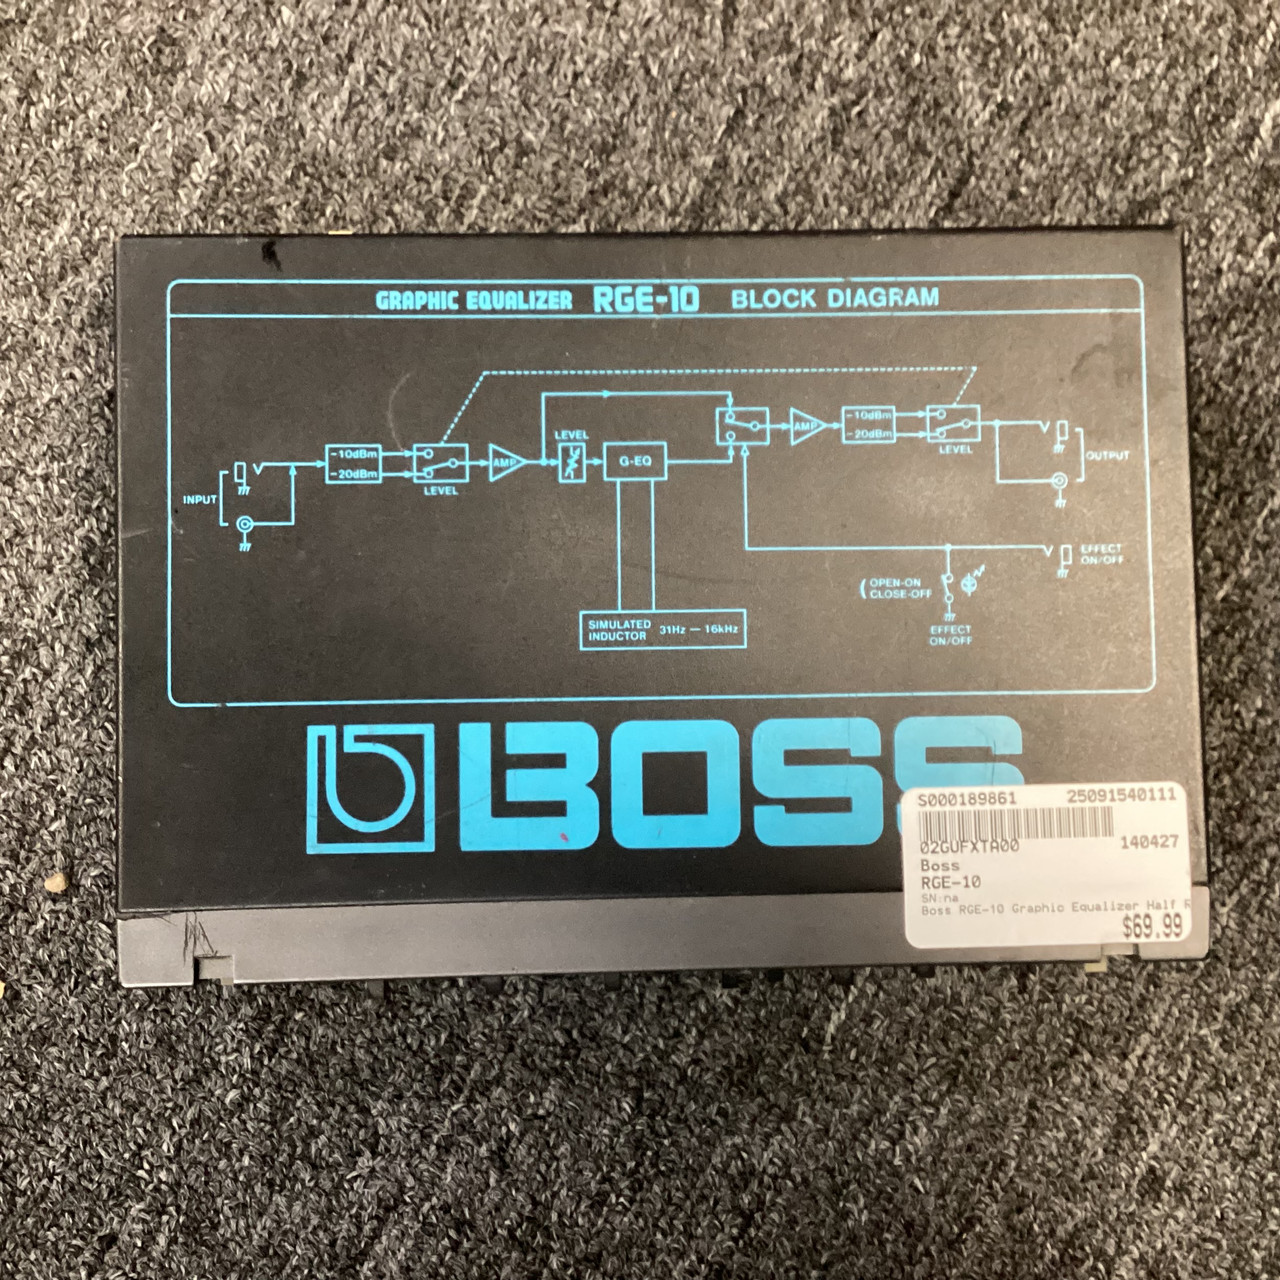 GRAPHIC EQUALIZER RGE-10 BLOCK DIAGRAM
INPUT
-10dBm
-20dBm
LEVEL
AMP
LEVEL
G-EQ
SIMULATED
INDUCTOR
31Hz — 16kHz
AMP
-10dBm
-20dBm
LEVEL
OUTPUT
EFFECT
ON/OFF
( OPEN-ON
CLOSE-OFF
EFFECT
ON/OFF
BOSS
S000189861 25091540111
02GUFXTA00 140427
Boss
RGE-10
SN:na
Boss RGE-10 Graphic Equalizer Half R
$69.99